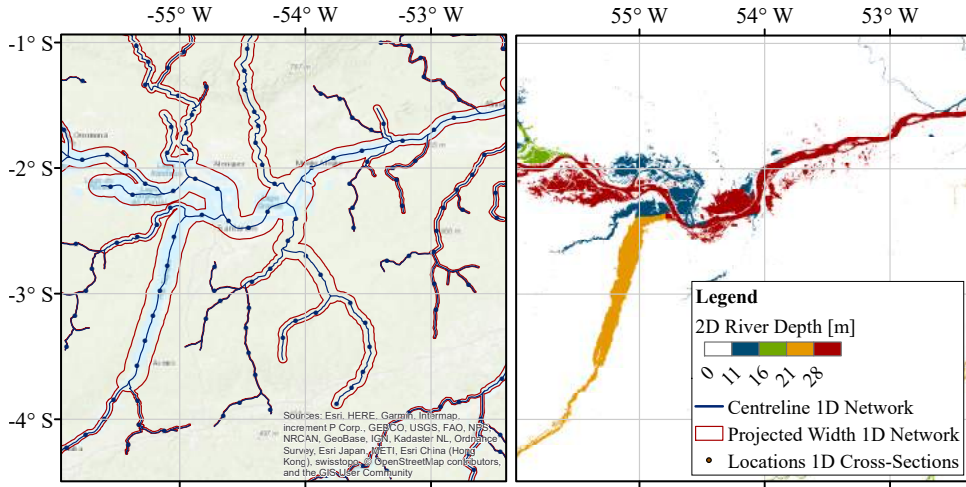 -55° W
-54° W
-53° W
-55° W
-54° W
-53° W
-1° S
-2° S
-3° S
-4° S
Oriximiná
Alenquer
Sources: Esri, HERE, Garmin, Intermap,
increment P Corp., GEBCO, USGS, FAO, NPS,
NRCAN, GeoBase, IGN, Kadaster NL, Ordnance
Survey, Esri Japan, METI, Esri China (Hong
Kong), swisstopo, © OpenStreetMap contributors,
and the GIS User Community
Legend
2D River Depth [m]
0 11 16 21 28
Centreline 1D Network
Projected Width 1D Network
Locations 1D Cross-Sections